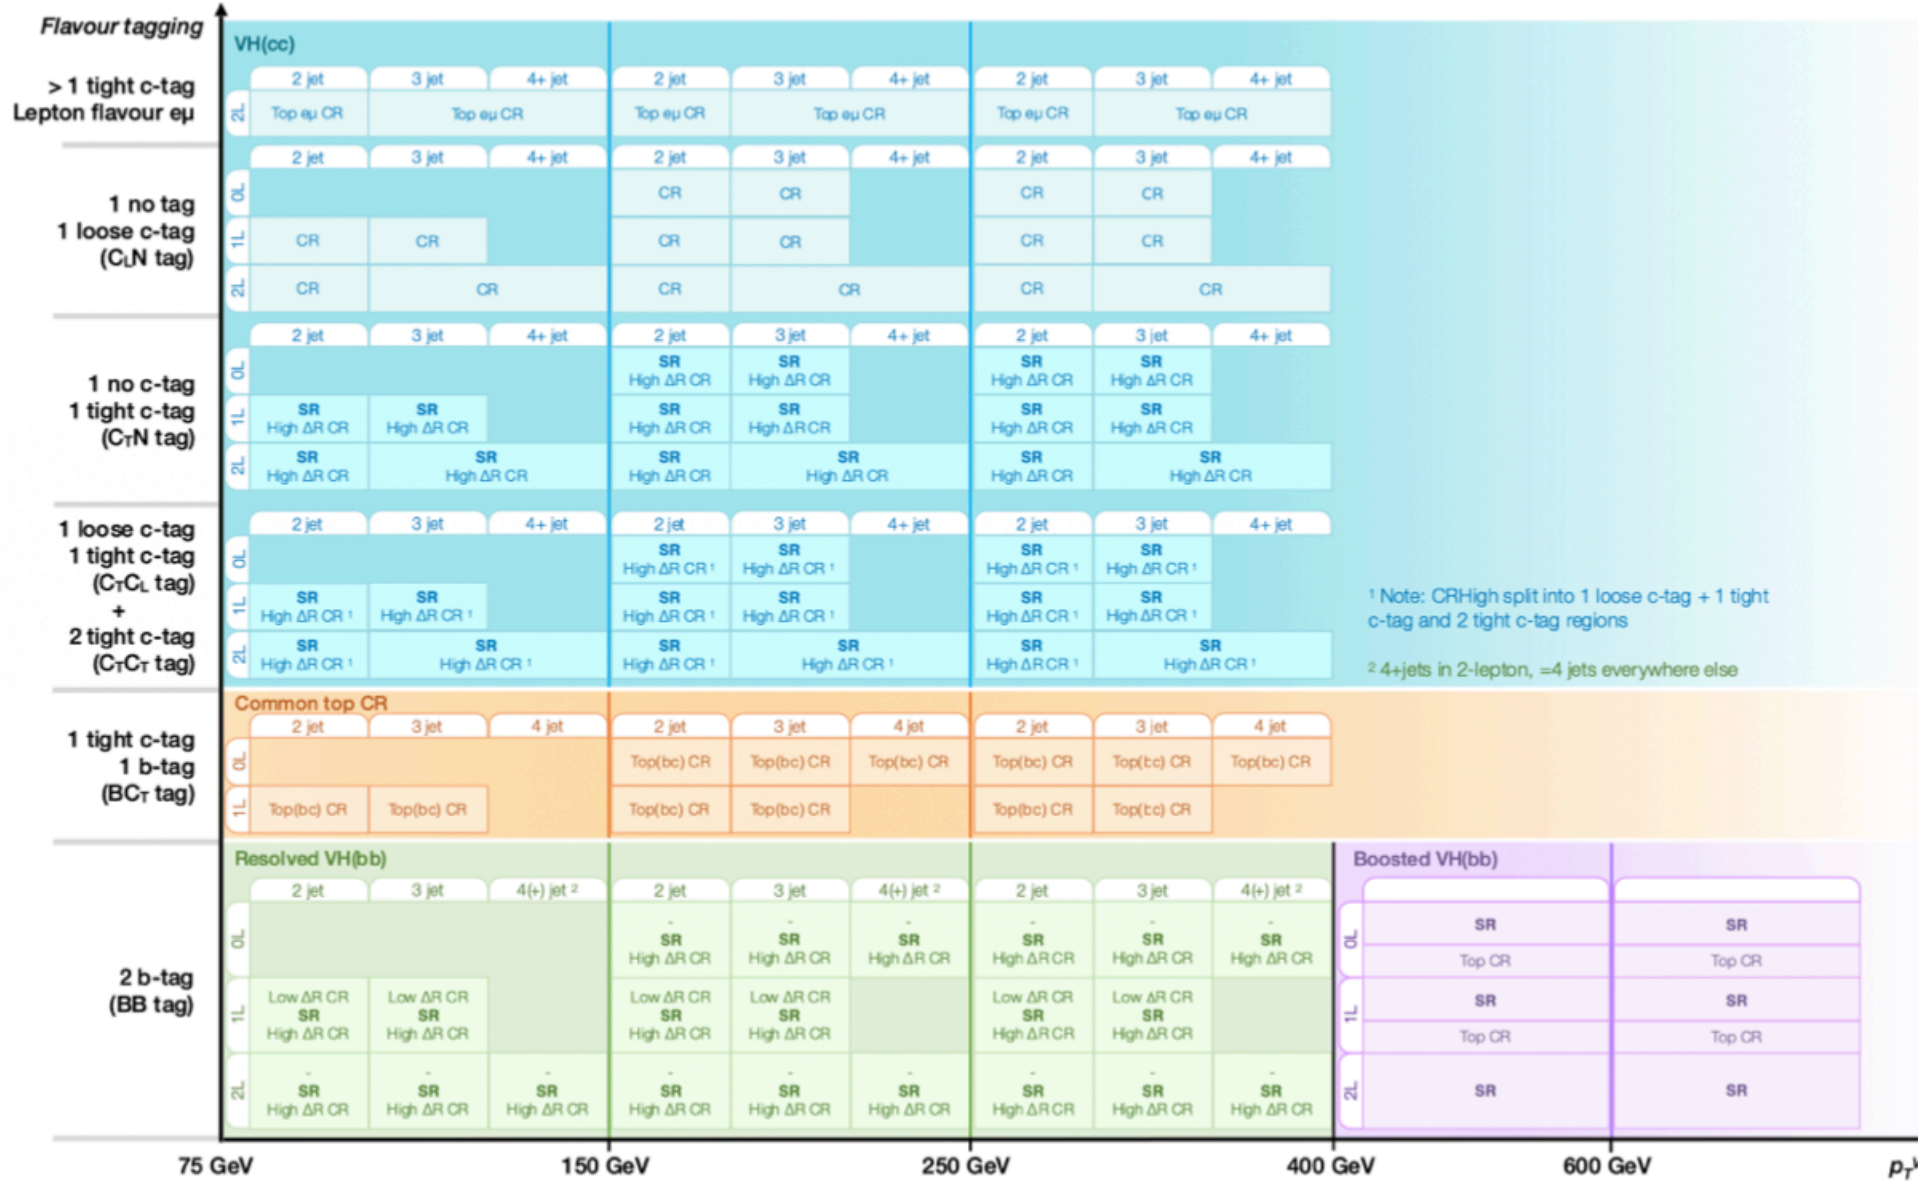 Flavour tagging
VH(cc)
> 1 tight c-tag
Lepton flavour eμ
2 jet 3 jet 4+ jet 2 jet 3 jet 4+ jet 2 jet 3 jet 4+ jet
2L Top eμ CR Top eμ CR Top eμ CR Top eμ CR Top eμ CR Top eμ CR
1 no tag
1 loose c-tag
(CLN tag)
2 jet 3 jet 4+ jet 2 jet 3 jet 4+ jet 2 jet 3 jet 4+ jet
0L CR CR CR CR
1L CR CR CR CR CR CR
2L CR CR CR CR CR CR
1 no c-tag
1 tight c-tag
(CTN tag)
2 jet 3 jet 4+ jet 2 jet 3 jet 4+ jet 2 jet 3 jet 4+ jet
0L
SR SR SR SR
High ΔR CR High ΔR CR High ΔR CR High ΔR CR
1L
SR SR SR SR SR SR
High ΔR CR High ΔR CR High ΔR CR High ΔR CR High ΔR CR High ΔR CR
2L
SR SR SR SR SR SR
High ΔR CR High ΔR CR High ΔR CR High ΔR CR High ΔR CR High ΔR CR
1 loose c-tag
1 tight c-tag
(CTCL tag)
+
2 tight c-tag
(CTCT tag)
2 jet 3 jet 4+ jet 2 jet 3 jet 4+ jet 2 jet 3 jet 4+ jet
0L
SR SR SR SR
High ΔR CR ¹ High ΔR CR ¹ High ΔR CR ¹ High ΔR CR ¹
1L
SR SR SR SR SR SR
High ΔR CR ¹ High ΔR CR ¹ High ΔR CR ¹ High ΔR CR ¹ High ΔR CR ¹ High ΔR CR ¹
2L
SR SR SR SR SR SR
High ΔR CR ¹ High ΔR CR ¹ High ΔR CR ¹ High ΔR CR ¹ High ΔR CR ¹ High ΔR CR ¹
¹ Note: CRHigh split into 1 loose c-tag + 1 tight
c-tag and 2 tight c-tag regions
² 4+jets in 2-lepton, =4 jets everywhere else
Common top CR
1 tight c-tag
1 b-tag
(BCT tag)
2 jet 3 jet 4 jet 2 jet 3 jet 4 jet 2 jet 3 jet 4 jet
0L Top(bc) CR Top(bc) CR Top(bc) CR Top(bc) CR Top(bc) CR Top(bc) CR
1L Top(bc) CR Top(bc) CR Top(bc) CR Top(bc) CR Top(bc) CR Top(bc) CR
Resolved VH(bb)
2 b-tag
(BB tag)
2 jet 3 jet 4(+) jet ² 2 jet 3 jet 4(+) jet ² 2 jet 3 jet 4(+) jet ²
0L
- - - - - -
SR SR SR SR SR SR
High ΔR CR High ΔR CR High ΔR CR High ΔR CR High ΔR CR High ΔR CR
1L
Low ΔR CR Low ΔR CR Low ΔR CR Low ΔR CR Low ΔR CR Low ΔR CR
SR SR SR SR SR SR
High ΔR CR High ΔR CR High ΔR CR High ΔR CR High ΔR CR High ΔR CR
2L
- - - - - - - - -
SR SR SR SR SR SR SR SR SR
High ΔR CR High ΔR CR High ΔR CR High ΔR CR High ΔR CR High ΔR CR High ΔR CR High ΔR CR High ΔR CR
Boosted VH(bb)
0L
SR SR
Top CR Top CR
1L
SR SR
Top CR Top CR
2L
SR SR
75 GeV 150 GeV 250 GeV 400 GeV 600 GeV pT